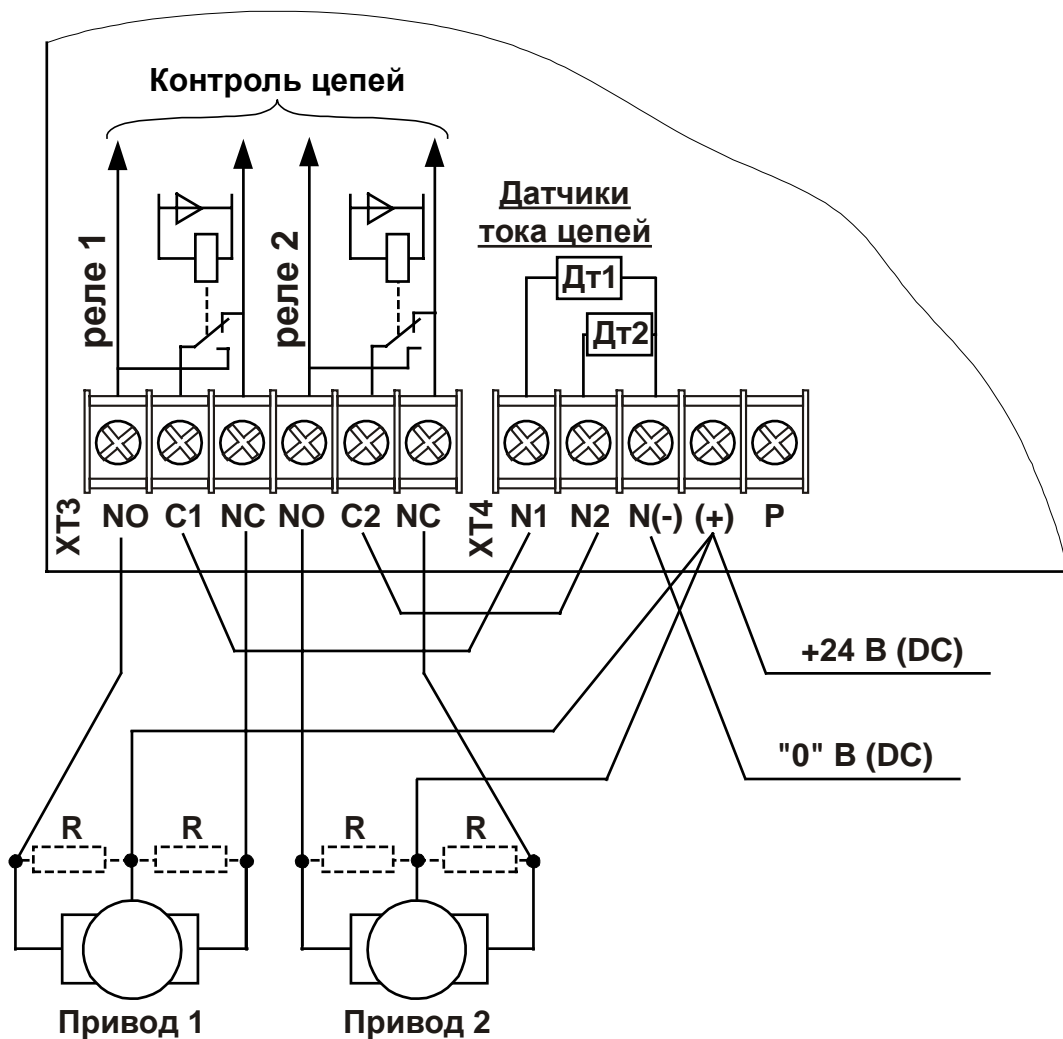 Контроль цепей
реле 1
реле 2
Датчики
тока цепей
Дт1
Дт2
XT3
NO C1 NC NO C2 NC
XT4
N1 N2 N(-) (+) P
+24 В (DC)
"0" В (DC)
R R R R
Привод 1 Привод 2